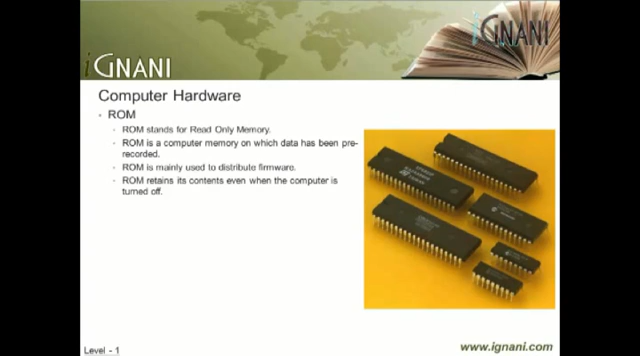 iGNANI
iGNANI
Computer Hardware
• ROM
• ROM stands for Read Only Memory.
• ROM is a computer memory on which data has been pre-
recorded.
• ROM is mainly used to distribute firmware.
• ROM retains its contents even when the computer is
turned off.
Level - 1
www.ignani.com